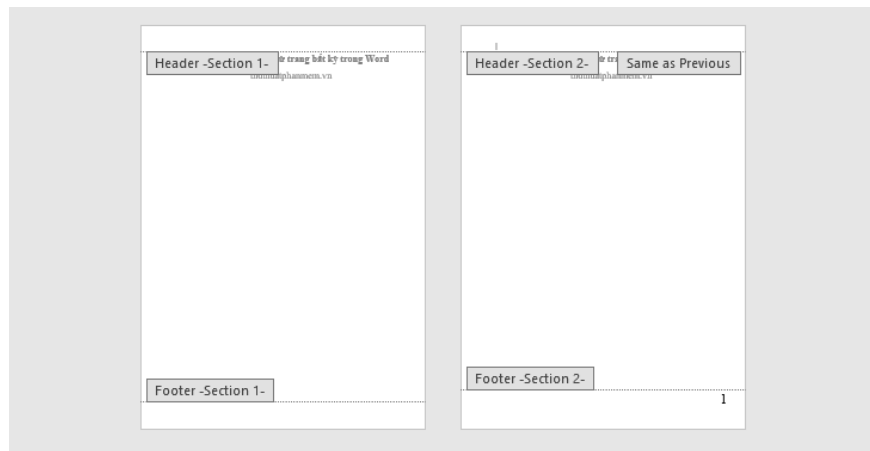 Header -Section 1-
trang bất kỳ trong Word
Header -Section 2-
Same as Previous
Footer -Section 1-
Footer -Section 2-
1